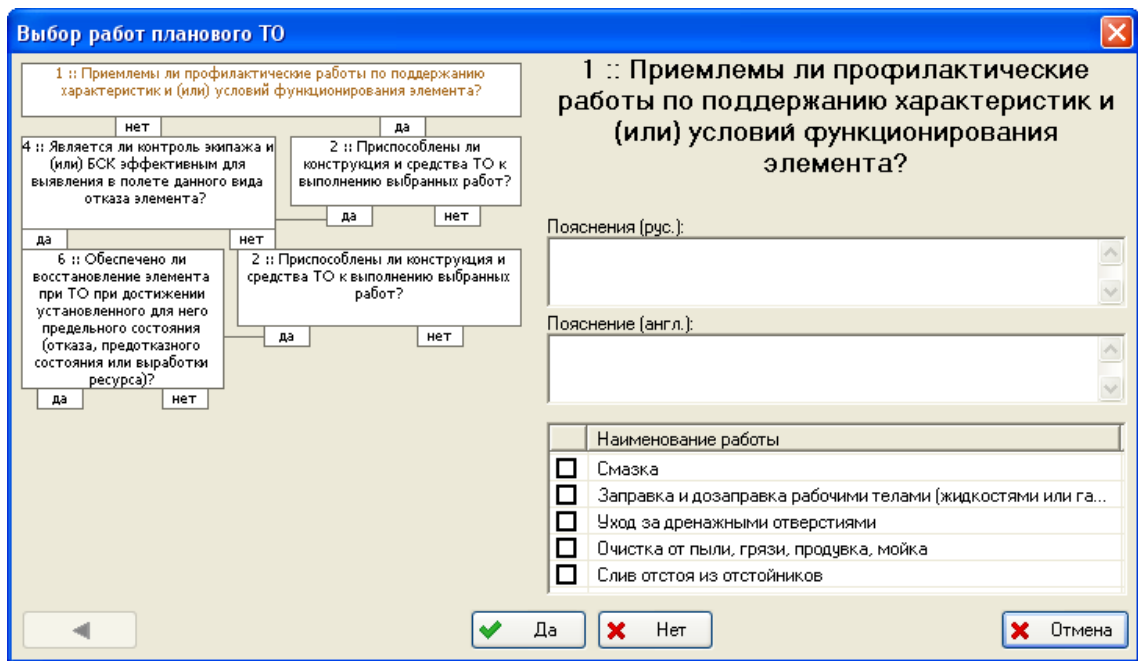 Выбор работ планового ТО
1 :: Приемлемы ли профилактические работы по поддержанию
характеристик и (или) условий функционирования элемента?
нет
да
4 :: Является ли контроль экипажа и
(или) БСК эффективным для
выявления в полете данного вида
отказа элемента?
2 :: Приспособлены ли
конструкция и средства ТО к
выполнению выбранных работ?
да
нет
да
нет
6 :: Обеспечено ли
восстановление элемента
при ТО при достижении
установленного для него
предельного состояния
(отказа, предотказного
состояния или выработки
ресурса)?
2 :: Приспособлены ли конструкция и
средства ТО к выполнению выбранных
работ?
да
нет
да
нет
1 :: Приемлемы ли профилактические
работы по поддержанию характеристик и
(или) условий функционирования
элемента?
Пояснения (рус.):
Пояснение (англ.):
Наименование работы
Смазка
Заправка и дозаправка рабочими телами (жидкостями или га...
Уход за дренажными отверстиями
Очистка от пыли, грязи, продувка, мойка
Слив отстоя из отстойников
Да
Нет
Отмена